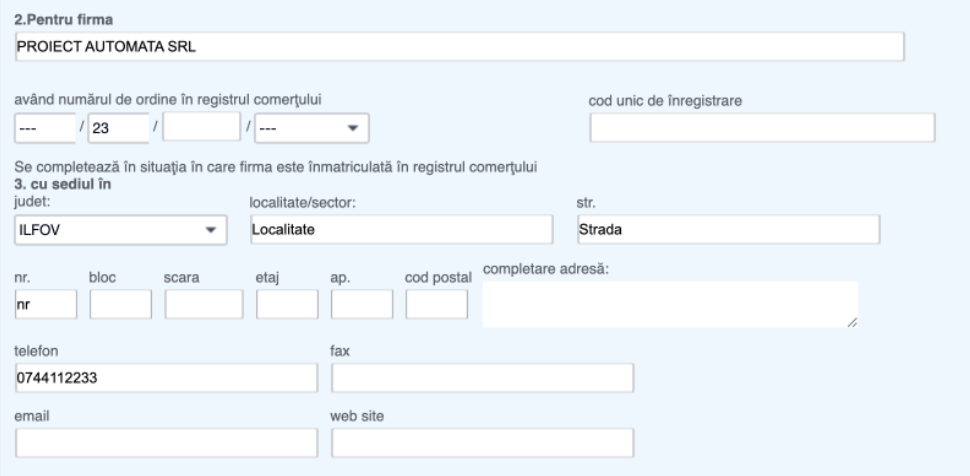 2.Pentru firma
PROIECT AUTOMATA SRL
având numărul de ordine în registrul comerţului
cod unic de înregistrare
--- / 23 / / ---
Se completează în situaţia în care firma este înmatriculată în registrul comerţului
3. cu sediul în
judet: localitate/sector: str.
ILFOV Localitate Strada
nr. bloc scara etaj ap. cod postal completare adresă:
nr
telefon fax
0744112233
email web site